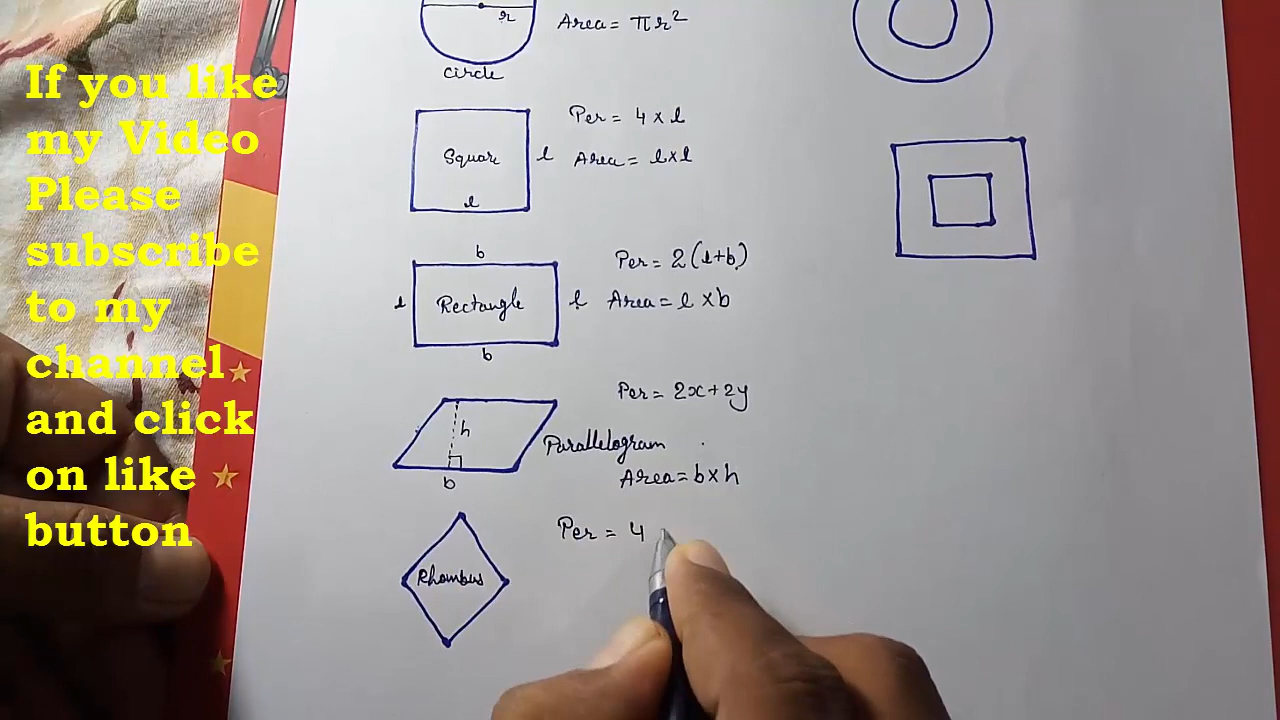 If you like
my Video
Please
subscribe
to my
channel
and click
on like
button
r
Area = πr²
circle
Per = 4 x l
Square
l
Area = l x l
l
b
Per = 2(l+b)
l
Rectangle
l
Area = l x b
b
Per = 2x + 2y
h
Parallelogram
Area = b x h
b
Per = 4
Rhombus